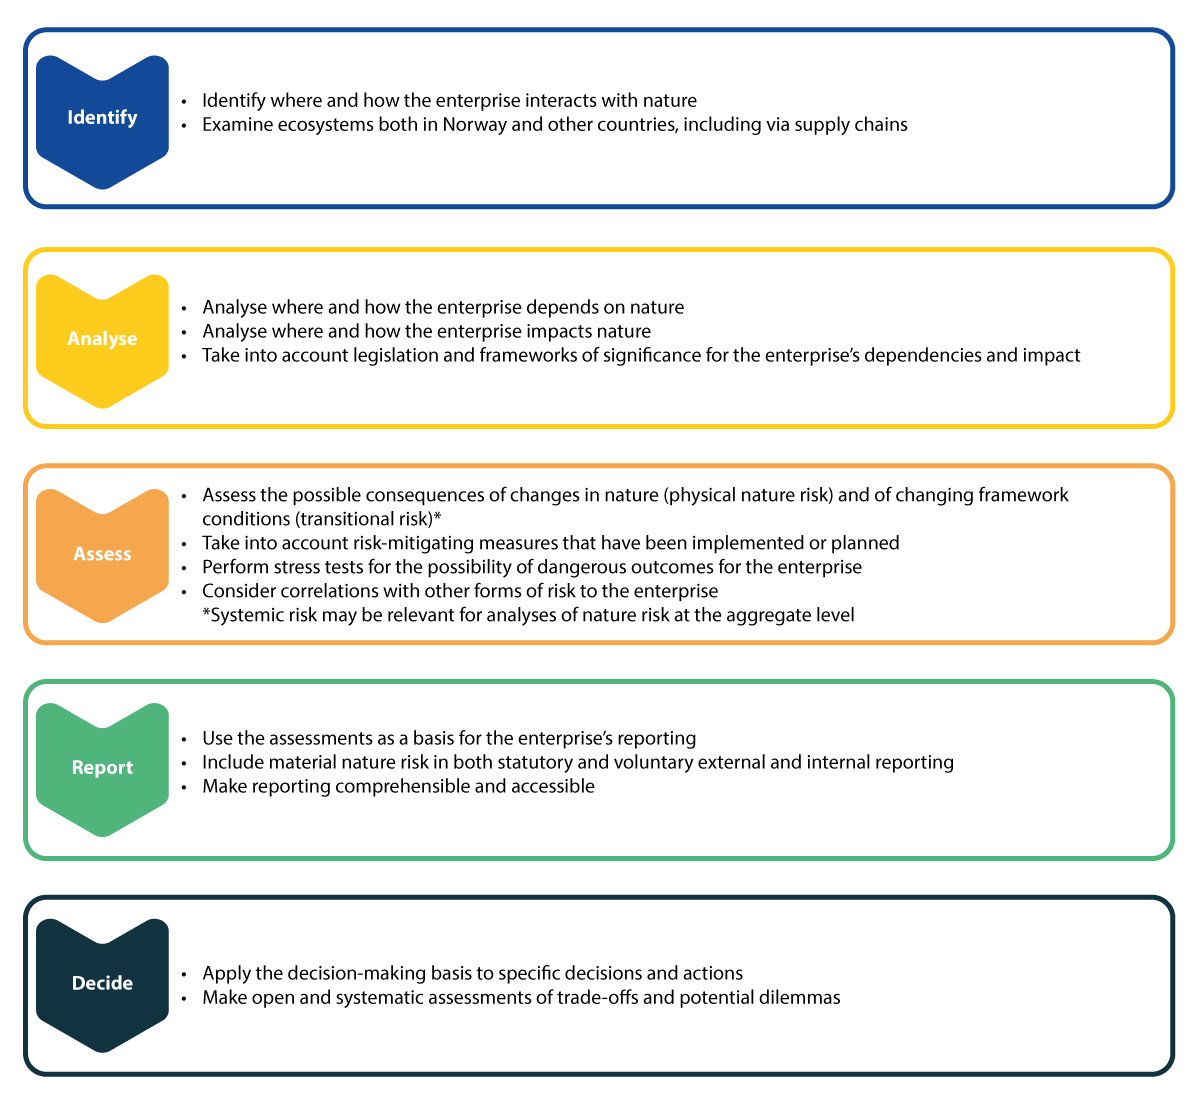 Identify
• Identify where and how the enterprise interacts with nature
• Examine ecosystems both in Norway and other countries, including via supply chains
Analyse
• Analyse where and how the enterprise depends on nature
• Analyse where and how the enterprise impacts nature
• Take into account legislation and frameworks of significance for the enterprise’s dependencies and impact
Assess
• Assess the possible consequences of changes in nature (physical nature risk) and of changing framework
conditions (transitional risk)*
• Take into account risk-mitigating measures that have been implemented or planned
• Perform stress tests for the possibility of dangerous outcomes for the enterprise
• Consider correlations with other forms of risk to the enterprise
*Systemic risk may be relevant for analyses of nature risk at the aggregate level
Report
• Use the assessments as a basis for the enterprise’s reporting
• Include material nature risk in both statutory and voluntary external and internal reporting
• Make reporting comprehensible and accessible
Decide
• Apply the decision-making basis to specific decisions and actions
• Make open and systematic assessments of trade-offs and potential dilemmas